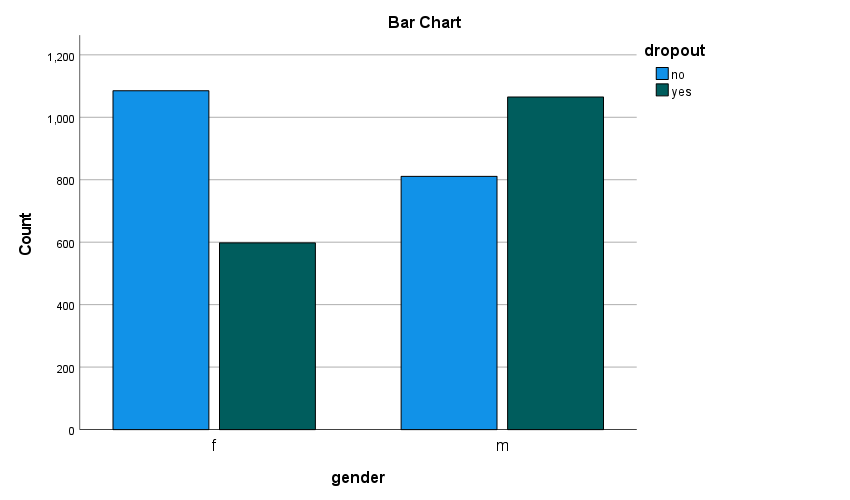 Bar Chart
dropout
no
yes
Count
1,200
1,000
800
600
400
200
0
f
m
gender